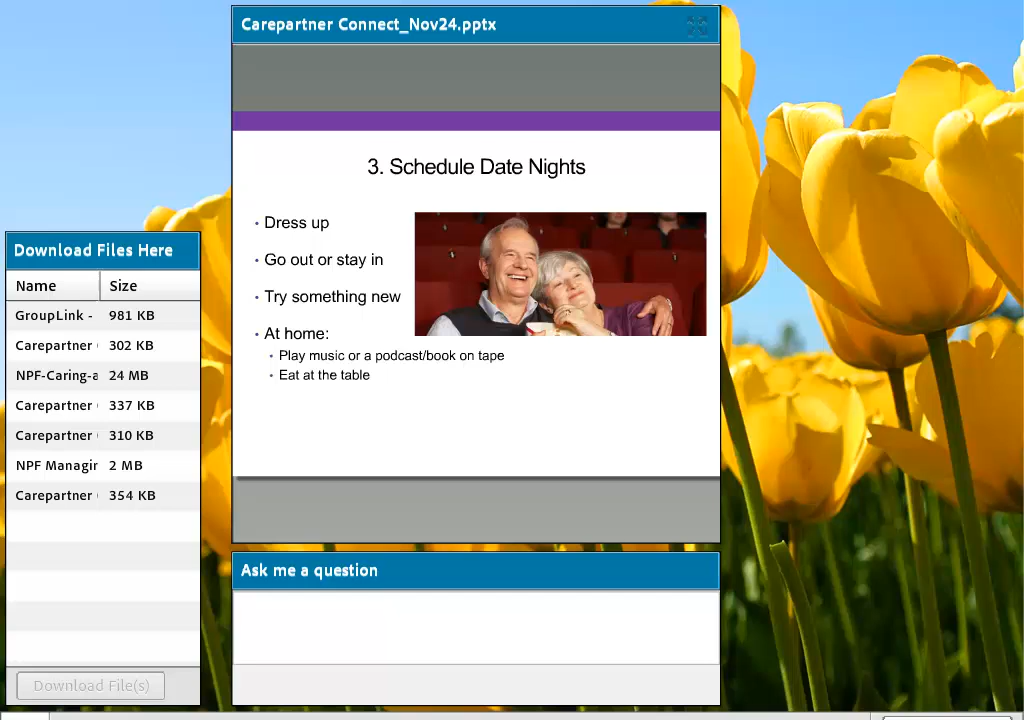 Carepartner Connect_Nov24.pptx
3. Schedule Date Nights
• Dress up
• Go out or stay in
• Try something new
• At home:
• Play music or a podcast/book on tape
• Eat at the table
Download Files Here
Name Size
GroupLink - 981 KB
Carepartner 302 KB
NPF-Caring-a 24 MB
Carepartner 337 KB
Carepartner 310 KB
NPF Managin 2 MB
Carepartner 354 KB
Download File(s)
Ask me a question